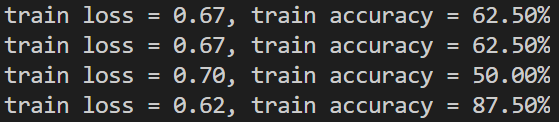 train loss = 0.67, train accuracy = 62.50%
train loss = 0.67, train accuracy = 62.50%
train loss = 0.70, train accuracy = 50.00%
train loss = 0.62, train accuracy = 87.50%